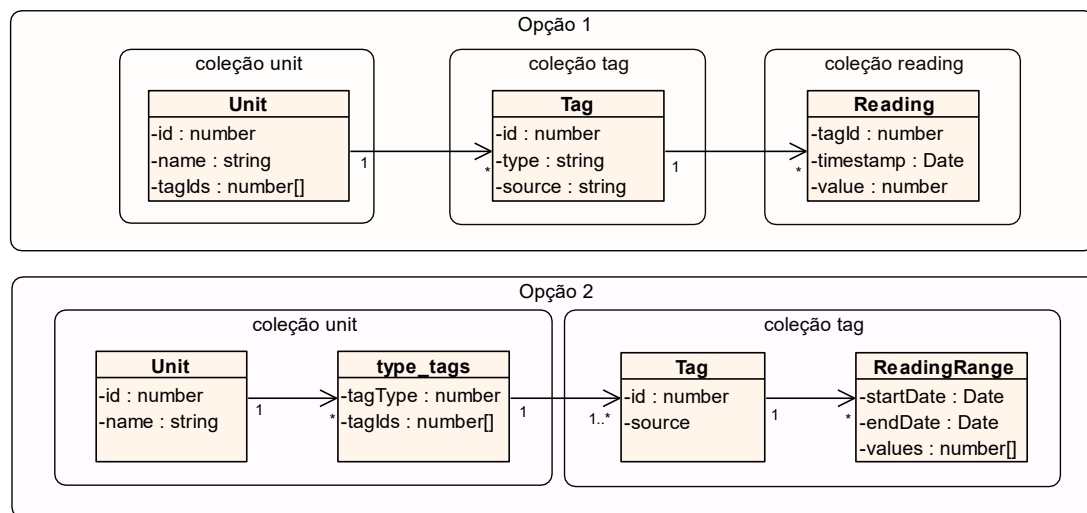 Opção 1
coleção unit
coleção tag
coleção reading
Unit
-id : number
-name : string
-tagIds : number[]
1
*
Tag
-id : number
-type : string
-source : string
1
*
Reading
-tagId : number
-timestamp : Date
-value : number
Opção 2
coleção unit
coleção tag
Unit
-id : number
-name : string
1
*
type_tags
-tagType : number
-tagIds : number[]
1
1..*
Tag
-id : number
-source
1
*
ReadingRange
-startDate : Date
-endDate : Date
-values : number[]